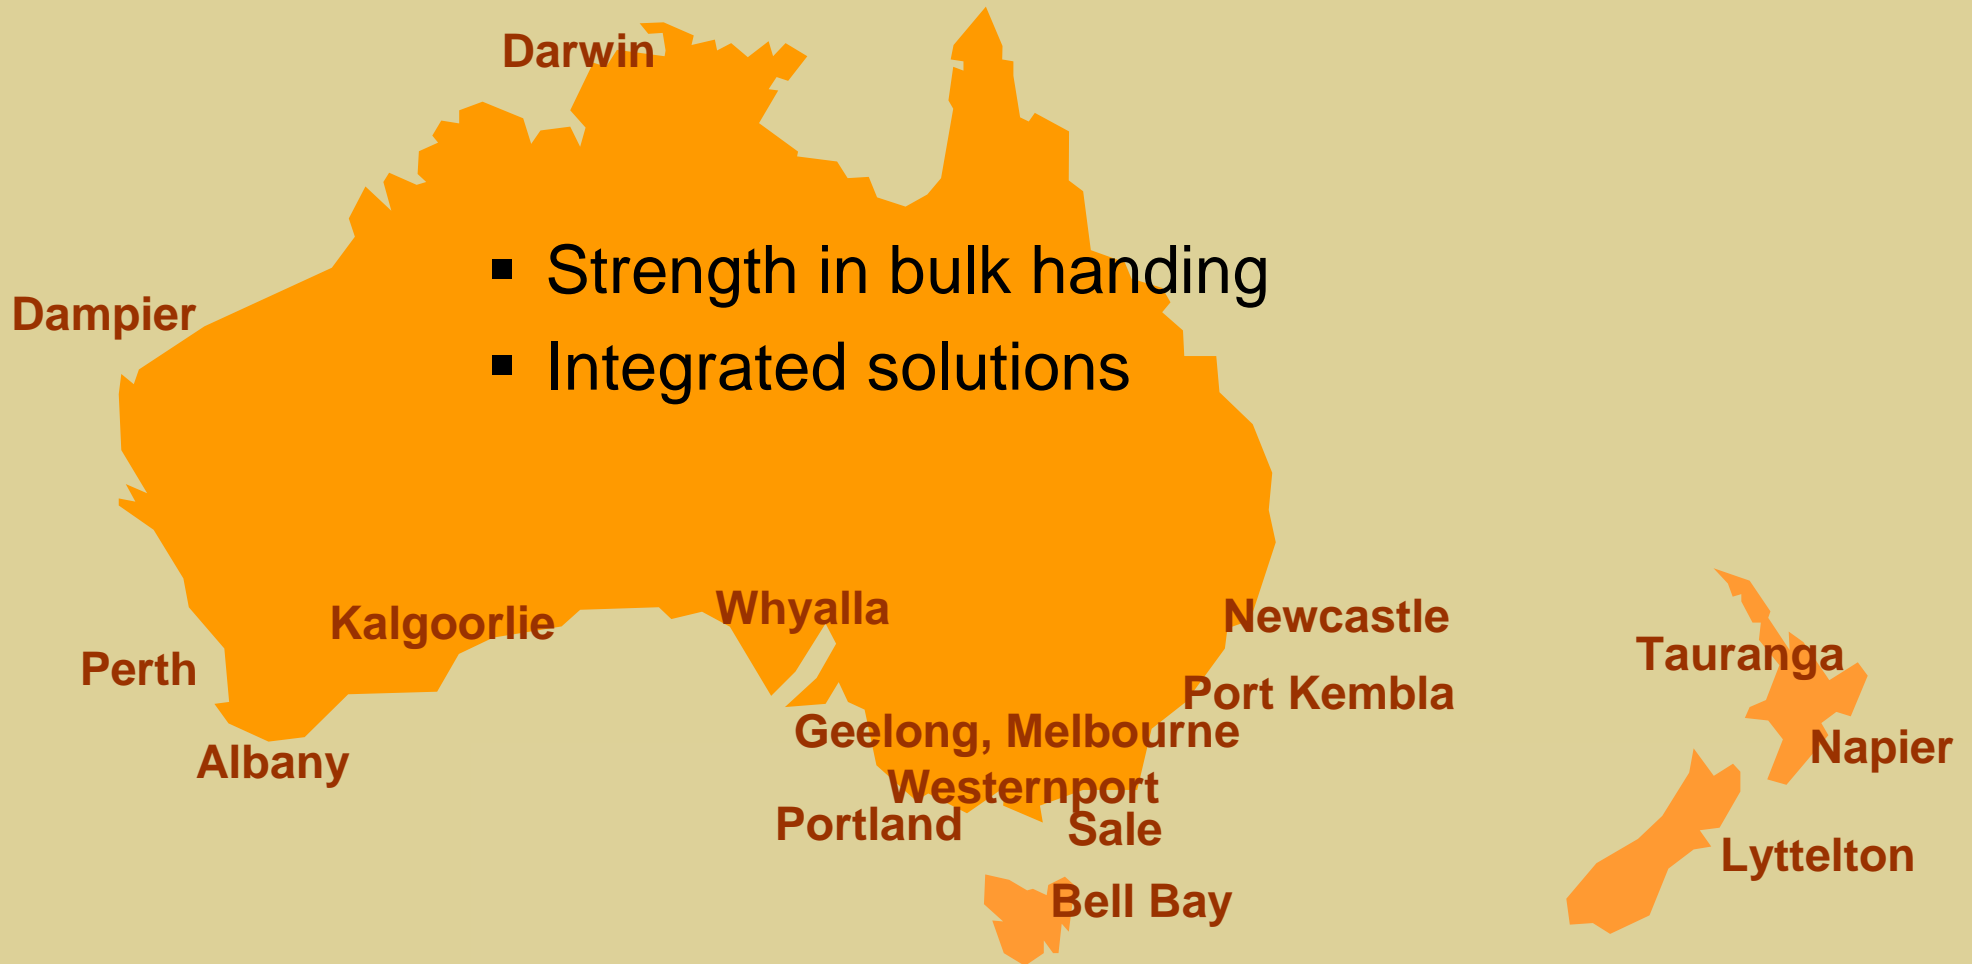 Darwin
▪ Strength in bulk handing
Dampier
▪ Integrated solutions
Kalgoorlie
Whyalla
Newcastle
Perth
Tauranga
Port Kembla
Geelong, Melbourne
Albany
Napier
Westernport
Portland
Sale
Lyttelton
Bell Bay